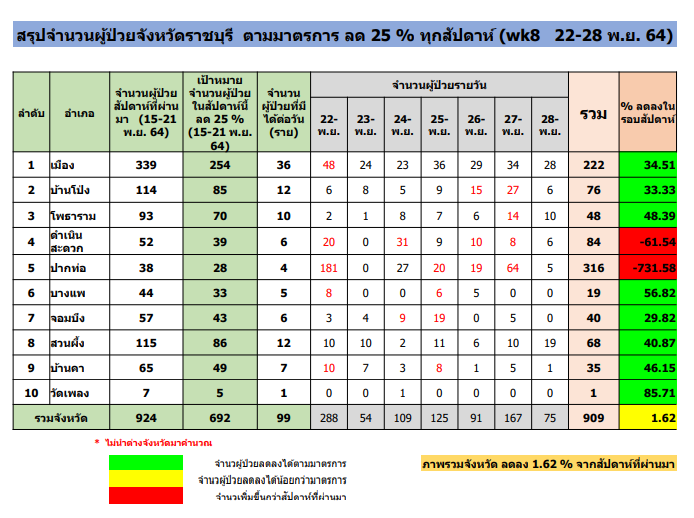 สรุปจำนวนผู้ป่วยจังหวัดราชบุรี ตามมาตรการ ลด 25 % ทุกสัปดาห์ (wk8 22-28 พ.ย. 64)
ลำดับ อำเภอ จำนวนผู้ป่วยสัปดาห์ที่ผ่านมา (15-21 พ.ย. 64) เป้าหมายจำนวนผู้ป่วยในสัปดาห์นี้ ลด 25 % (15-21 พ.ย. 64) จำนวนผู้ป่วยที่มีได้ต่อวัน (ราย) จำนวนผู้ป่วยรายวัน รวม % ลดลงในรอบสัปดาห์
22-พ.ย. 23-พ.ย. 24-พ.ย. 25-พ.ย. 26-พ.ย. 27-พ.ย. 28-พ.ย.
1 เมือง 339 254 36 48 24 23 36 29 34 28 222 34.51
2 บ้านโป่ง 114 85 12 6 8 5 9 15 27 6 76 33.33
3 โพธาราม 93 70 10 2 1 8 7 6 14 10 48 48.39
4 ดำเนินสะดวก 52 39 6 20 0 31 9 10 8 6 84 -61.54
5 ปากท่อ 38 28 4 181 0 27 20 19 64 5 316 -731.58
6 บางแพ 44 33 5 8 0 0 6 5 0 0 19 56.82
7 จอมบึง 57 43 6 3 4 9 19 0 5 0 40 29.82
8 สวนผึ้ง 115 86 12 10 10 2 11 6 10 19 68 40.87
9 บ้านคา 65 49 7 10 7 3 8 1 5 1 35 46.15
10 วัดเพลง 7 5 1 0 0 1 0 0 0 0 1 85.71
รวมจังหวัด 924 692 99 288 54 109 125 91 167 75 909 1.62
* ไม่นำต่างจังหวัดมาคำนวณ
จำนวนผู้ป่วยลดลงได้ตามมาตรการ
ภาพรวมจังหวัด ลดลง 1.62 % จากสัปดาห์ที่ผ่านมา
จำนวนผู้ป่วยลดลงได้น้อยกว่ามาตรการ
จำนวนเพิ่มขึ้นกว่าสัปดาห์ที่ผ่านมา